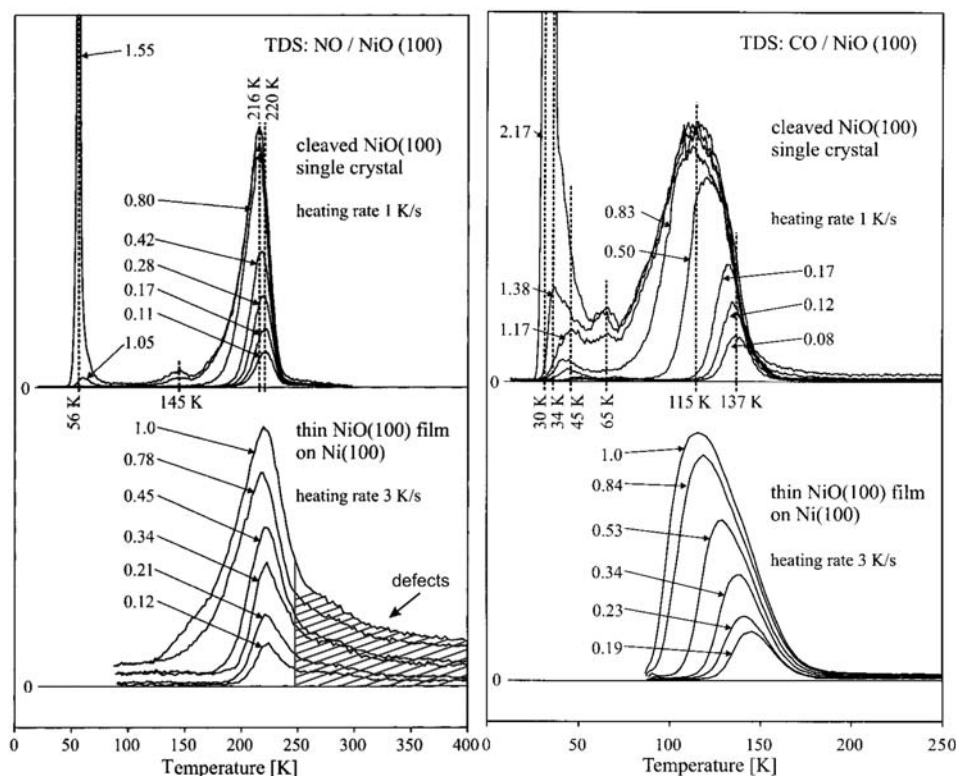 TDS: NO / NiO (100)
1.55
216 K
220 K
cleaved NiO(100)
single crystal
0.80
heating rate 1 K/s
0.42
0.28
0.17
0.11
1.05
0
56 K
145 K
1.0
thin NiO(100) film
on Ni(100)
0.78
heating rate 3 K/s
0.45
0.34
defects
0.21
0.12
0
0 50 100 150 200 250 300 350 400
Temperature [K]
TDS: CO / NiO (100)
2.17
cleaved NiO(100)
single crystal
0.83
heating rate 1 K/s
0.50
0.17
1.38
0.12
1.17
0.08
0
30 K
34 K
45 K
65 K
115 K
137 K
1.0
0.84
thin NiO(100) film
on Ni(100)
0.53
heating rate 3 K/s
0.34
0.23
0.19
0
0 50 100 150 200 250
Temperature [K]